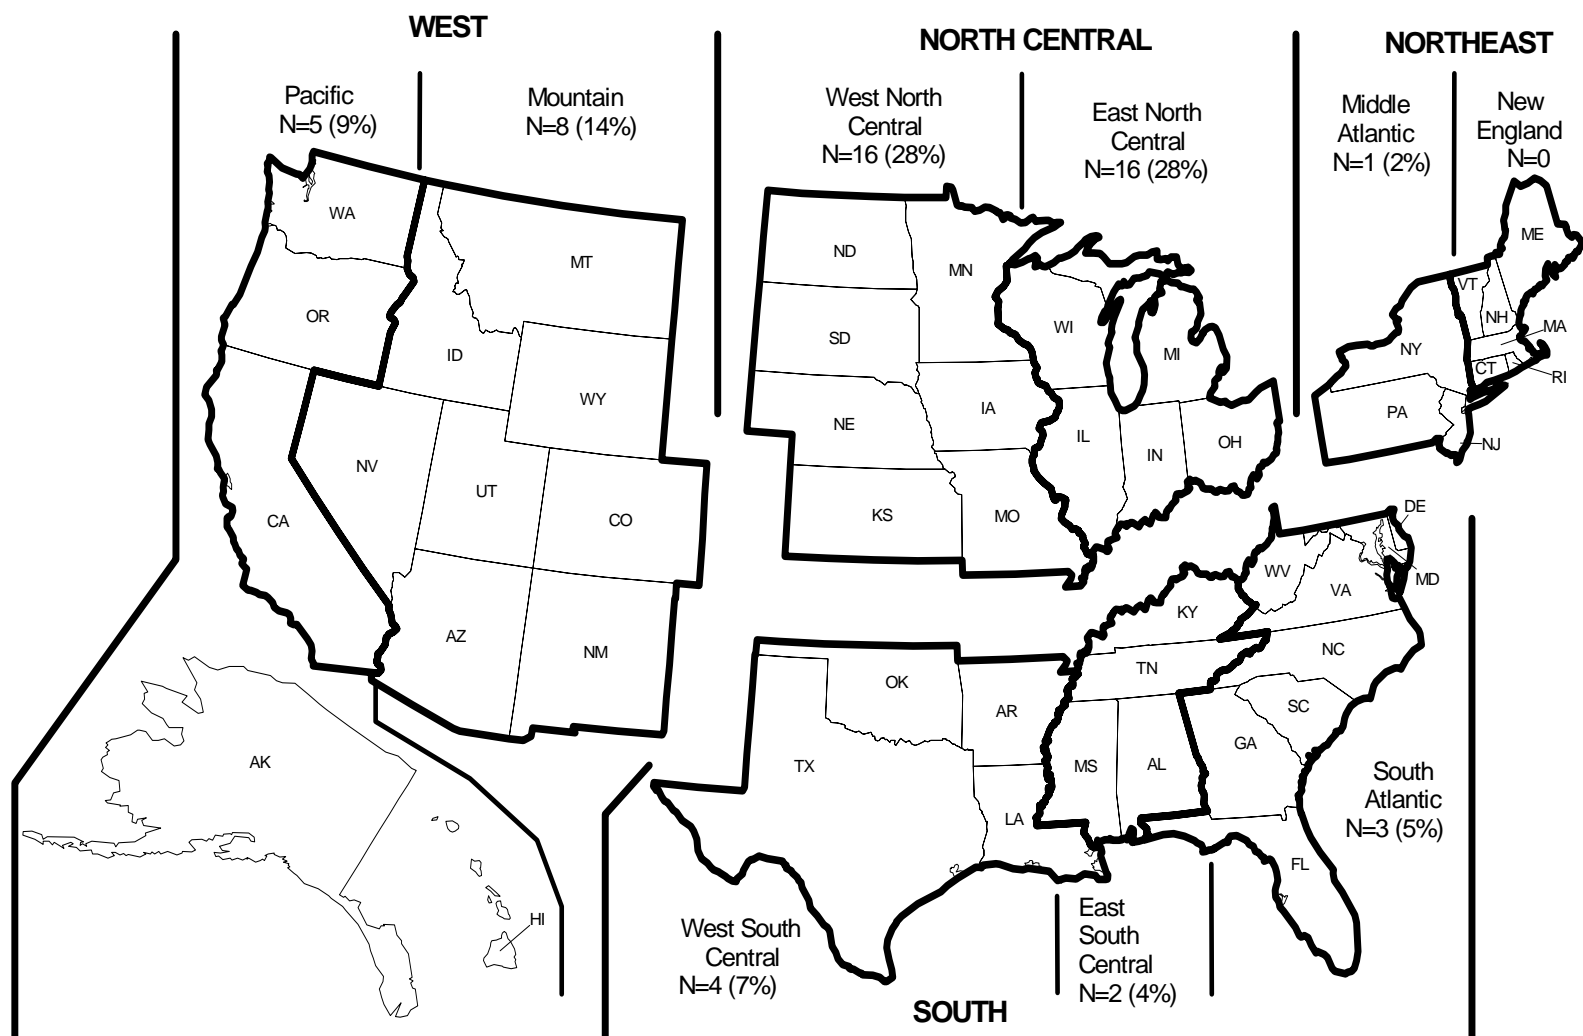 WEST
NORTH CENTRAL
NORTHEAST
Pacific
N=5 (9%)
Mountain
N=8 (14%)
West North
Central
N=16 (28%)
East North
Central
N=16 (28%)
Middle
Atlantic
N=1 (2%)
New
England
N=0
WA
MT
OR
ID
WY
NV
UT
CO
CA
AZ
NM
AK
HI
ND
MN
SD
WI
MI
NE
IA
IL
IN
OH
KS
MO
ME
VT
NH
MA
NY
CT
RI
PA
NJ
DE
MD
WV
VA
KY
NC
TN
OK
AR
SC
GA
TX
MS
AL
LA
FL
South
Atlantic
N=3 (5%)
West South
Central
N=4 (7%)
East
South
Central
N=2 (4%)
SOUTH